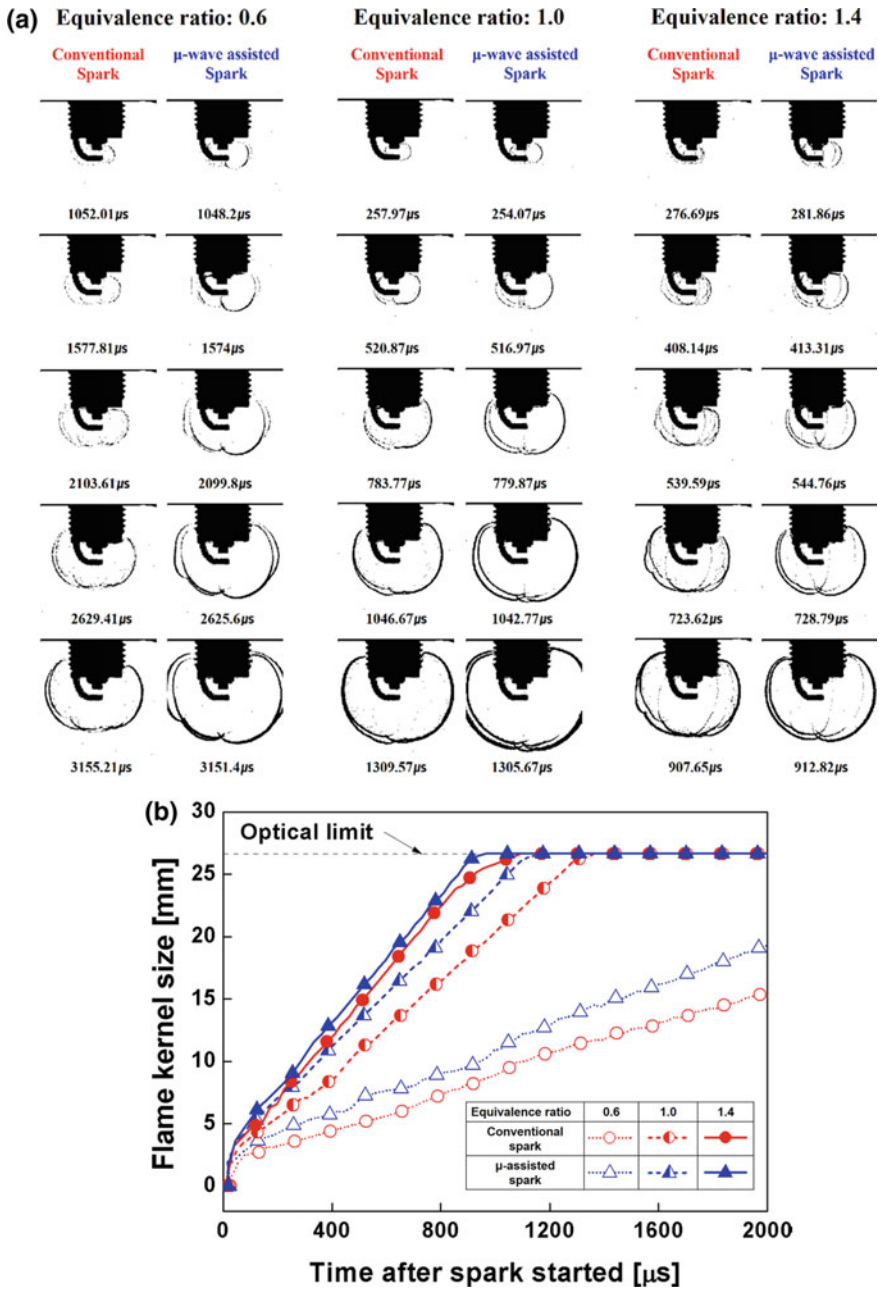 (a) Equivalence ratio: 0.6 Equivalence ratio: 1.0 Equivalence ratio: 1.4
Conventional Spark μ-wave assisted Spark Conventional Spark μ-wave assisted Spark Conventional Spark μ-wave assisted Spark
1052.01μs 1048.2μs 257.97μs 254.07μs 276.69μs 281.86μs
1577.81μs 1574μs 520.87μs 516.97μs 408.14μs 413.31μs
2103.61μs 2099.8μs 783.77μs 779.87μs 539.59μs 544.76μs
2629.41μs 2625.6μs 1046.67μs 1042.77μs 723.62μs 728.79μs
3155.21μs 3151.4μs 1309.57μs 1305.67μs 907.65μs 912.82μs
(b)
Flame kernel size [mm]
30
25
20
15
10
5
0
Optical limit
Equivalence ratio 0.6 1.0 1.4
Conventional spark
μ-assisted spark
0 400 800 1200 1600 2000
Time after spark started [μs]